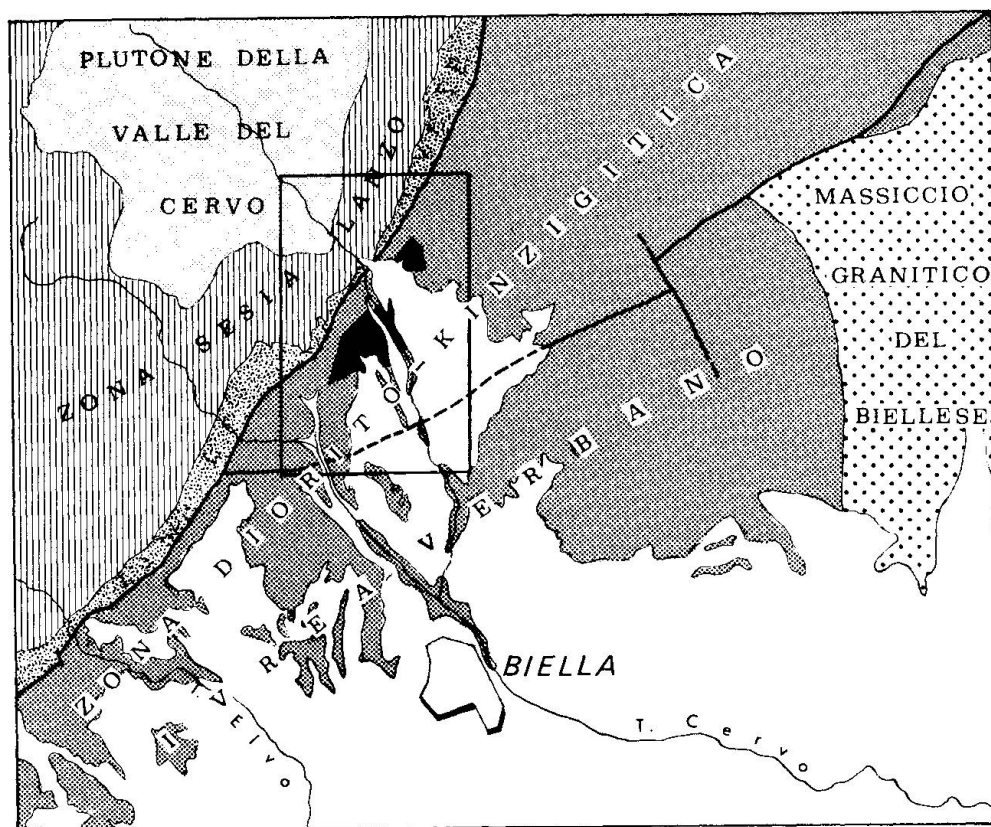 PLUTONE DELLA
VALLE DEL
CERVO
ZONA SESIA LANZO
ZONA DIORITO-KINZIGITICA
IVREA VERBANO
MASSICCIO
GRANITICO
DEL
BIELLESE
BIELLA
T. Cervo
T. Elvo